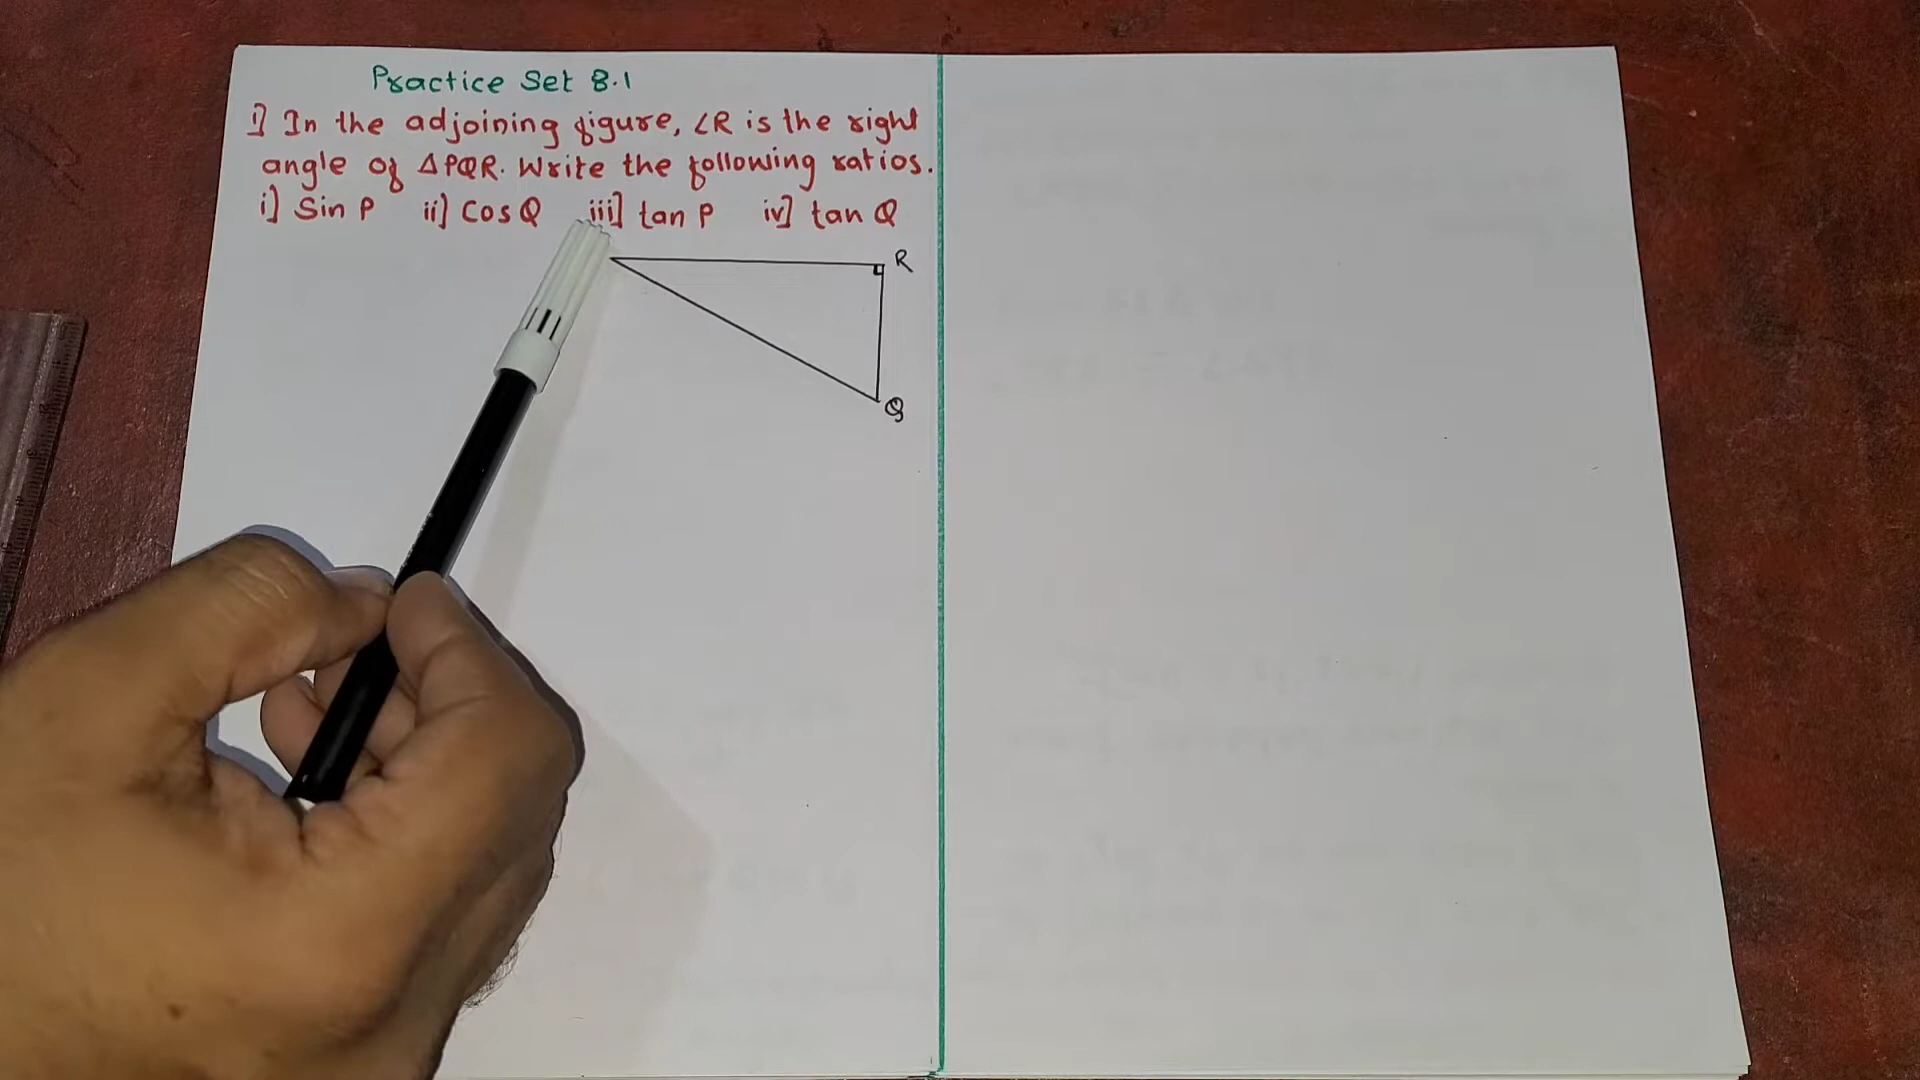 Practice Set 8.1
1] In the adjoining figure, ∠R is the right
angle of △PQR. Write the following ratios.
i] Sin P ii] Cos Q iii] tan P iv] tan Q
R
Q